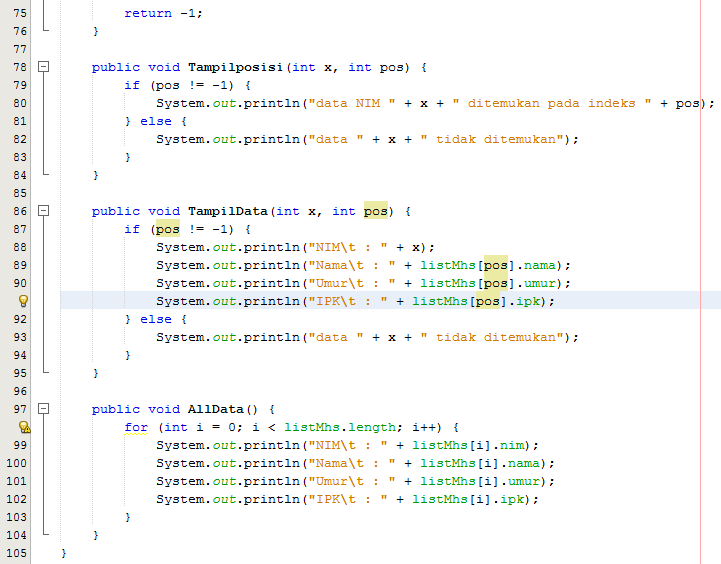 75 return -1;
76 }
77
78 public void Tampilposisi(int x, int pos) {
79 if (pos != -1) {
80 System.out.println("data NIM " + x + " ditemukan pada indeks " + pos);
81 } else {
82 System.out.println("data " + x + " tidak ditemukan");
83 }
84 }
85
86 public void TampilData(int x, int pos) {
87 if (pos != -1) {
88 System.out.println("NIM\t : " + x);
89 System.out.println("Nama\t : " + listMhs[pos].nama);
90 System.out.println("Umur\t : " + listMhs[pos].umur);
System.out.println("IPK\t : " + listMhs[pos].ipk);
92 } else {
93 System.out.println("data " + x + " tidak ditemukan");
94 }
95 }
96
97 public void AllData() {
for (int i = 0; i < listMhs.length; i++) {
99 System.out.println("NIM\t : " + listMhs[i].nim);
100 System.out.println("Nama\t : " + listMhs[i].nama);
101 System.out.println("Umur\t : " + listMhs[i].umur);
102 System.out.println("IPK\t : " + listMhs[i].ipk);
103 }
104 }
105 }